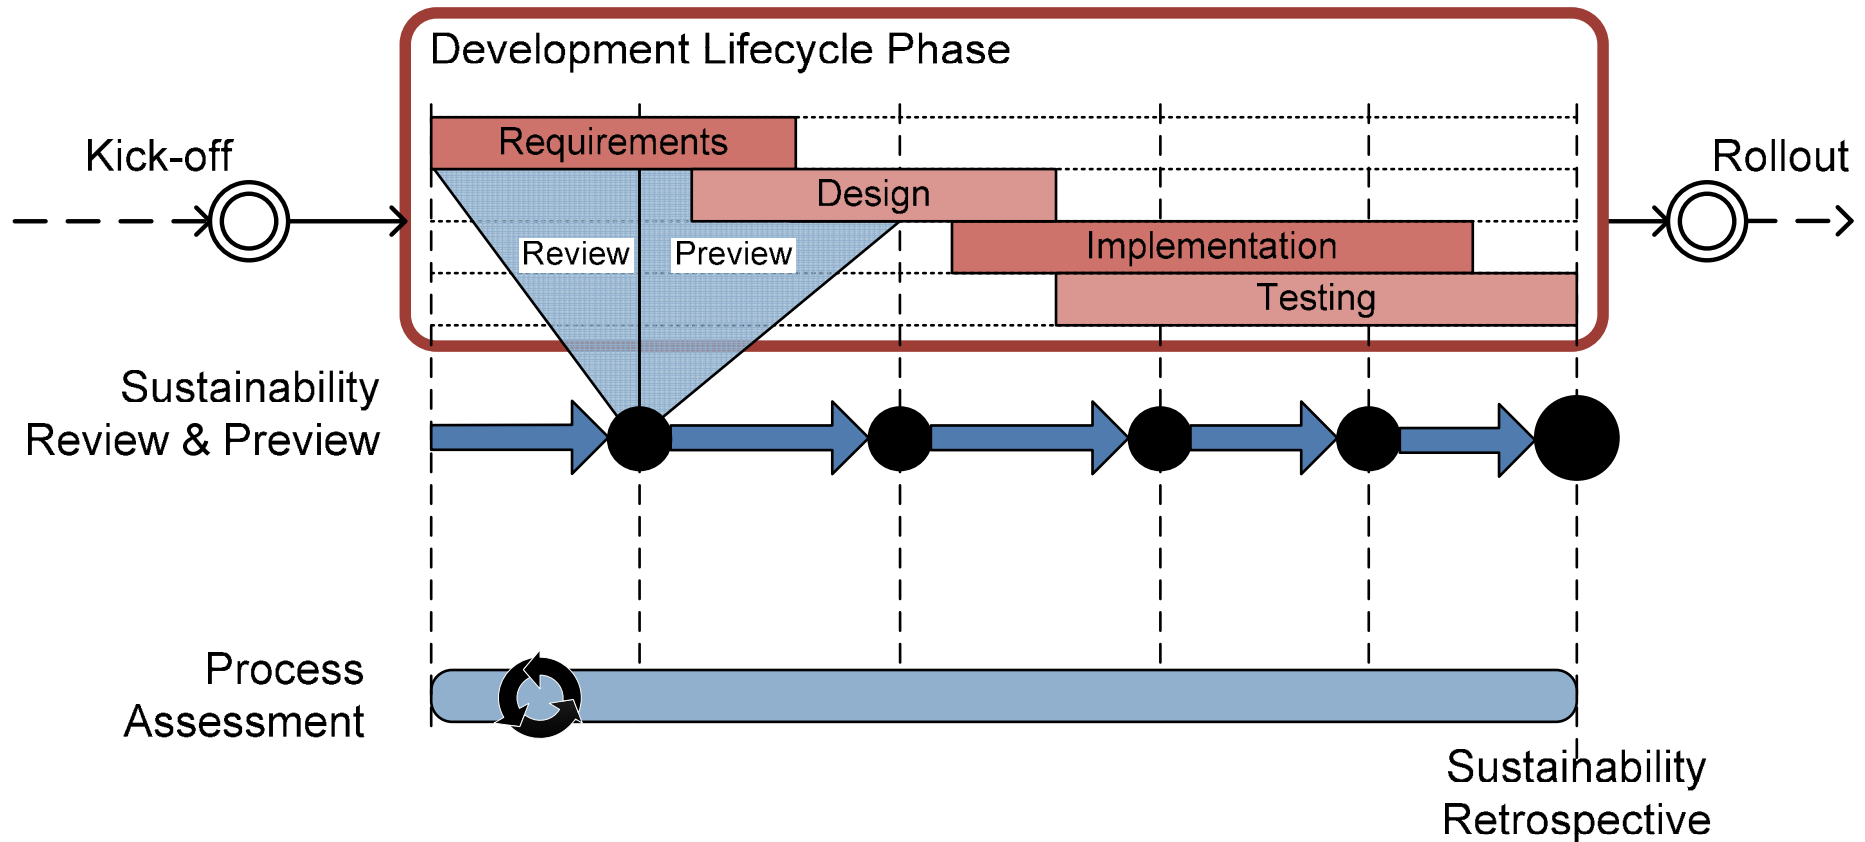 Development Lifecycle Phase
Requirements
Kick-off
Rollout
Design
Review
Preview
Implementation
Testing
Sustainability
Review & Preview
Process
Assessment
Sustainability
Retrospective